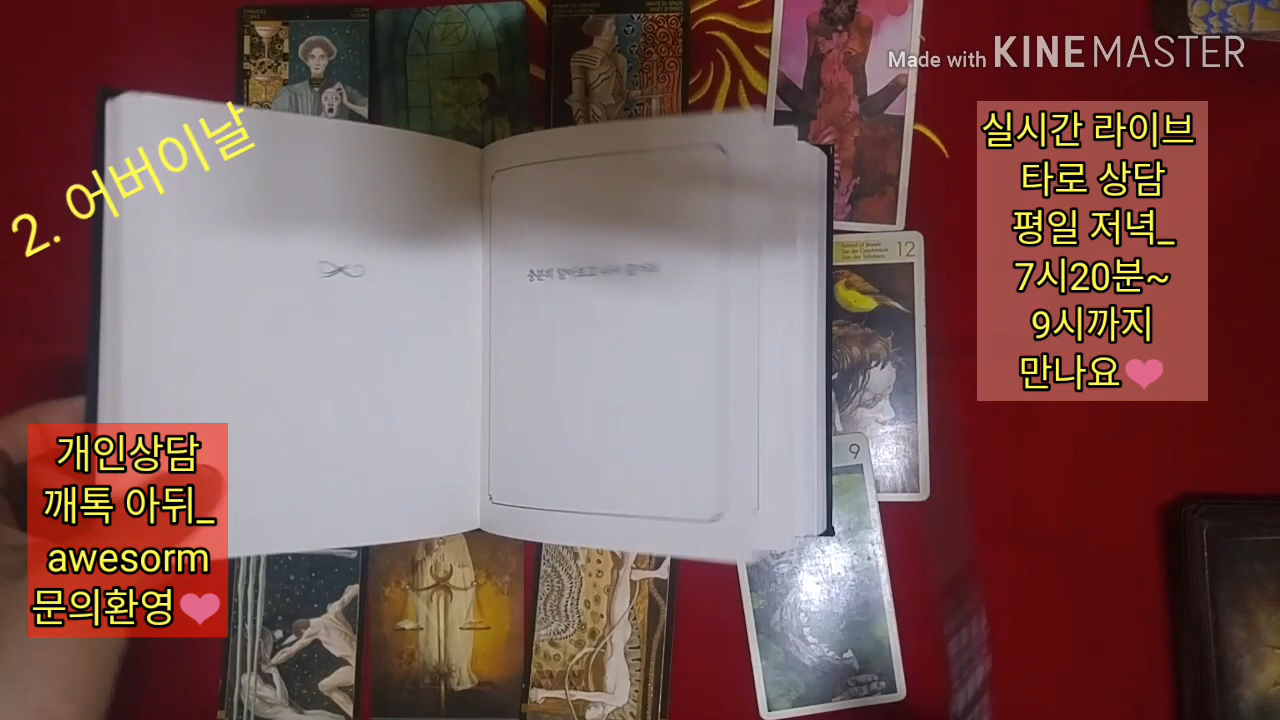 Made with KINEMASTER
2. 어버이날
실시간 라이브
타로 상담
평일 저녁_
7시20분~
9시까지
만나요❤
12
9
개인상담
깨톡 아뒤_
awesorm
문의환영❤